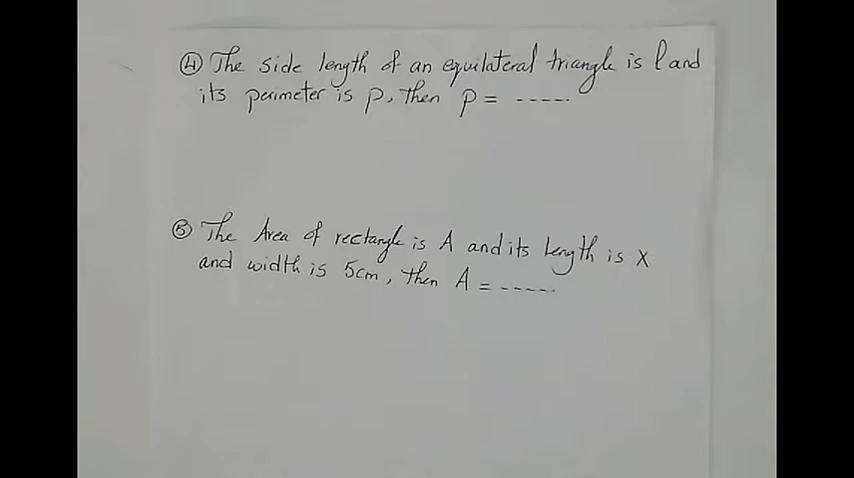 ④ The side length of an equilateral triangle is l and
its perimeter is P, then P = -----
⑤ The Area of rectangle is A and its length is X
and width is 5cm, then A = -----